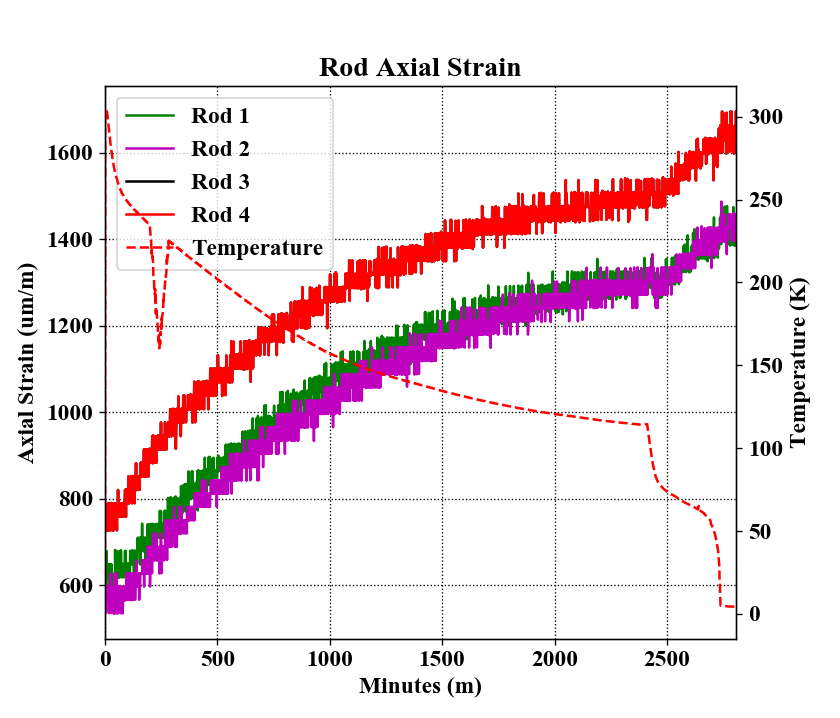 Rod Axial Strain
Rod 1
Rod 2
Rod 3
Rod 4
Temperature
1600
1400
1200
1000
800
600
300
250
200
150
100
50
0
Axial Strain (um/m)
Temperature (K)
0 500 1000 1500 2000 2500
Minutes (m)